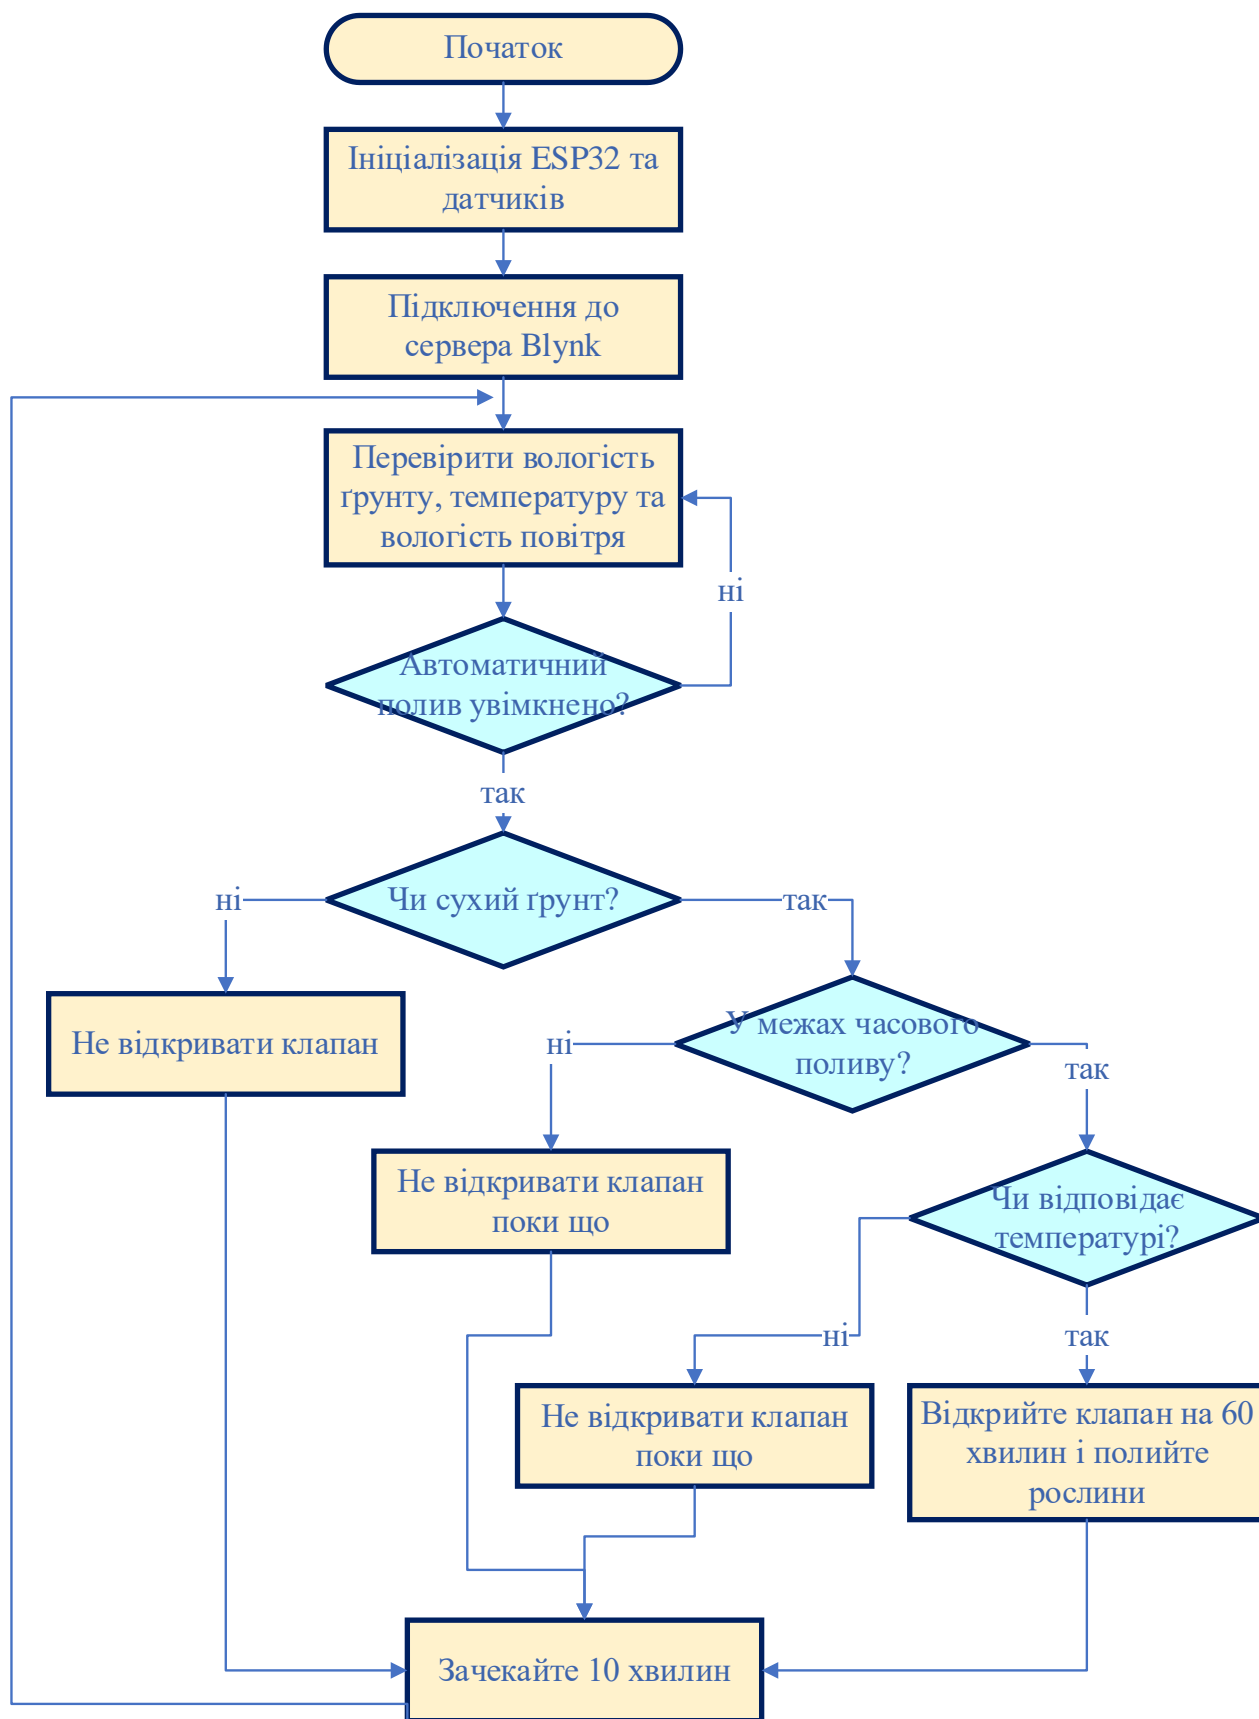 Початок
Ініціалізація ESP32 та
датчиків
Підключення до
сервера Blynk
Перевірити вологість
ґрунту, температуру та
вологість повітря
ні
Автоматичний
полив увімкнено?
так
Чи сухий ґрунт?
ні
так
Не відкривати клапан
У межах часового
поливу?
ні
так
Не відкривати клапан
поки що
Чи відповідає
температурі?
ні
так
Не відкривати клапан
поки що
Відкрийте клапан на 60
хвилин і полийте
рослини
Зачекайте 10 хвилин